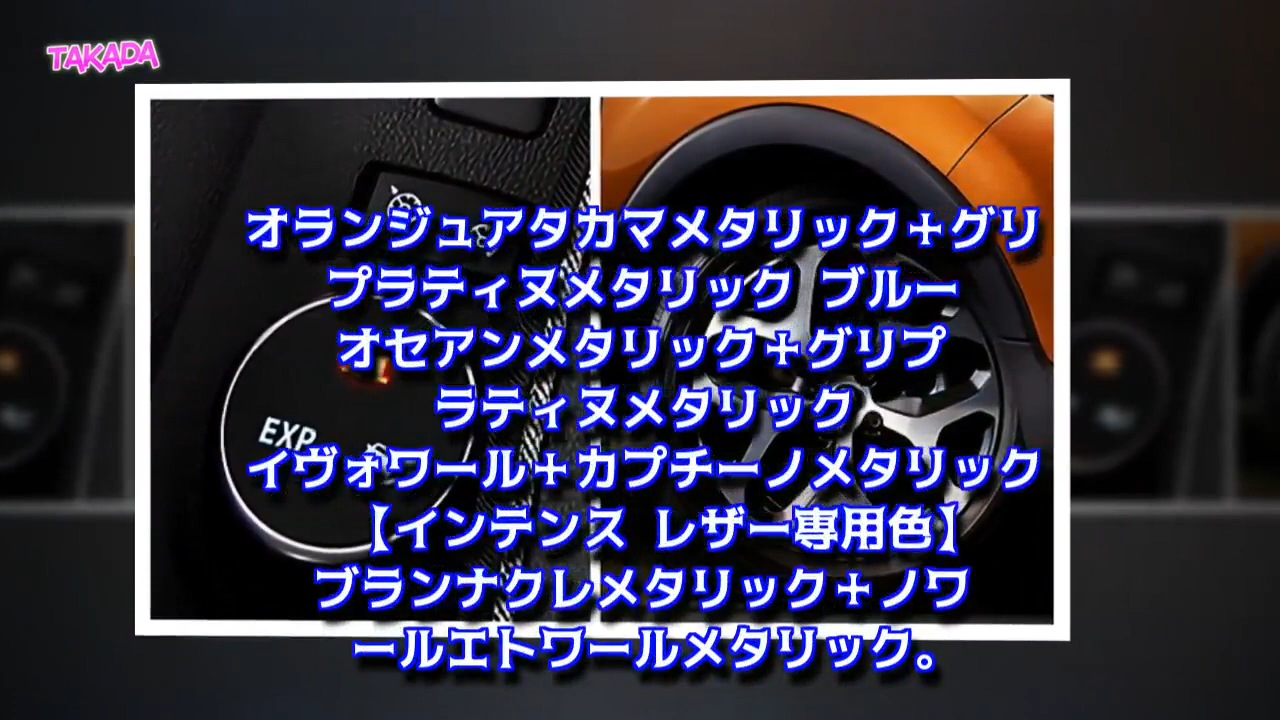 TAKADA
オランジュアタカマメタリック＋グリ
プラティヌメタリック ブルー
オセアンメタリック＋グリプ
ラティヌメタリック
EXP
イヴォワール＋カプチーノメタリック
【インテンス レザー専用色】
ブランナクレメタリック＋ノワ
ールエトワールメタリック。